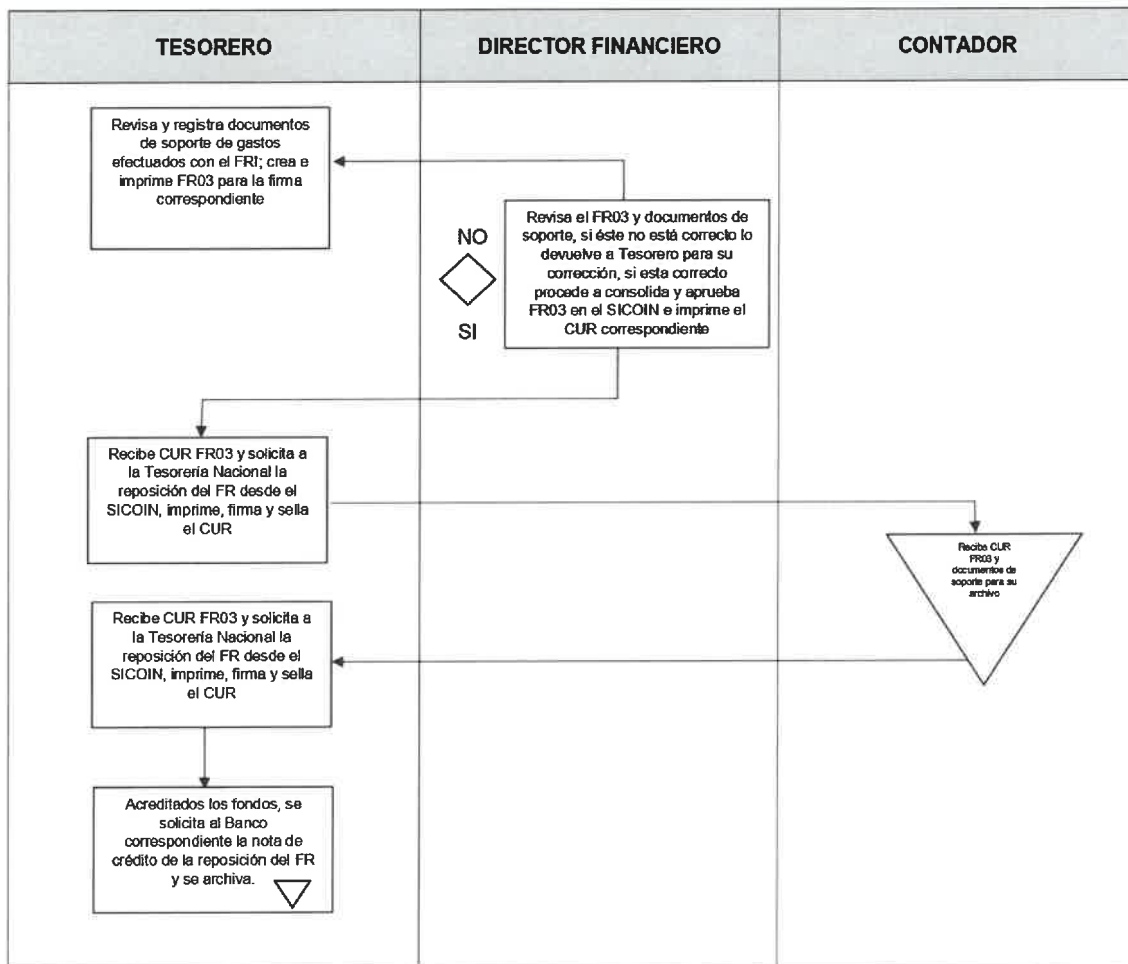 TESORERO
DIRECTOR FINANCIERO
CONTADOR
Revisa y registra documentos
de soporte de gastos
efectuados con el FRI; crea e
imprime FR03 para la firma
correspondiente
NO
SI
Revisa el FR03 y documentos de
soporte, si éste no está correcto lo
devuelve a Tesorero para su
corrección, si esta correcto
procede a consolida y aprueba
FR03 en el SICOIN e imprime el
CUR correspondiente
Recibe CUR FR03 y solicita a
la Tesorería Nacional la
reposición del FR desde el
SICOIN, imprime, firma y sella
el CUR
Recibe CUR
FR03 y
documentos de
soporte para su
archivo
Recibe CUR FR03 y solicita a
la Tesorería Nacional la
reposición del FR desde el
SICOIN, imprime, firma y sella
el CUR
Acreditados los fondos, se
solicita al Banco
correspondiente la nota de
crédito de la reposición del FR
y se archiva.